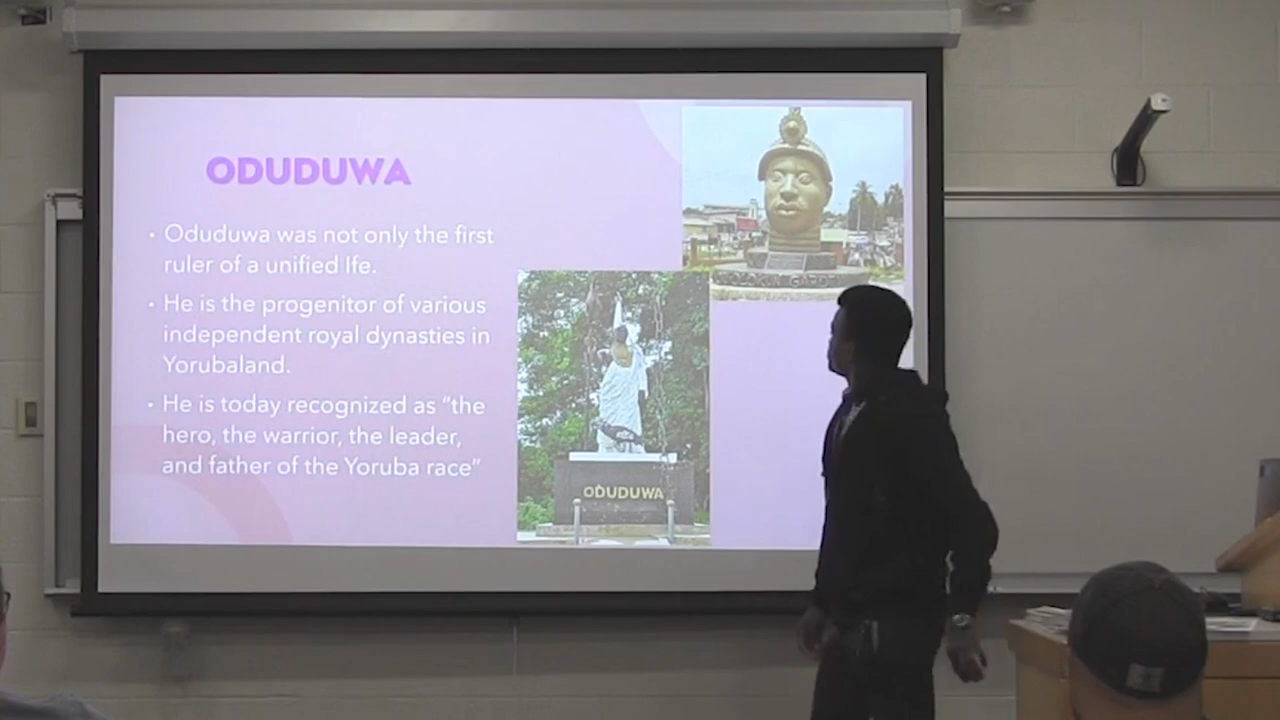 ODUDUWA
• Oduduwa was not only the first
ruler of a unified Ife.
• He is the progenitor of various
independent royal dynasties in
Yorubaland.
• He is today recognized as “the
hero, the warrior, the leader,
and father of the Yoruba race”
ODUDUWA